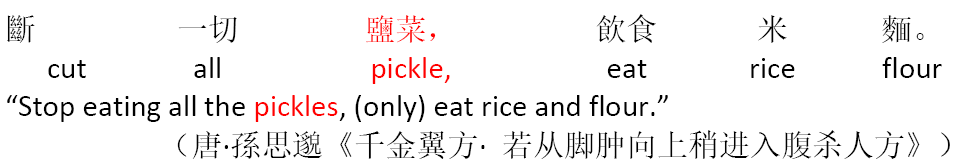 斷 一切 鹽菜, 飲食 米 麵。
cut all pickle, eat rice flour
“Stop eating all the pickles, (only) eat rice and flour.”
（唐·孫思邈《千金翼方· 若从脚肿向上稍进入腹杀人方》）